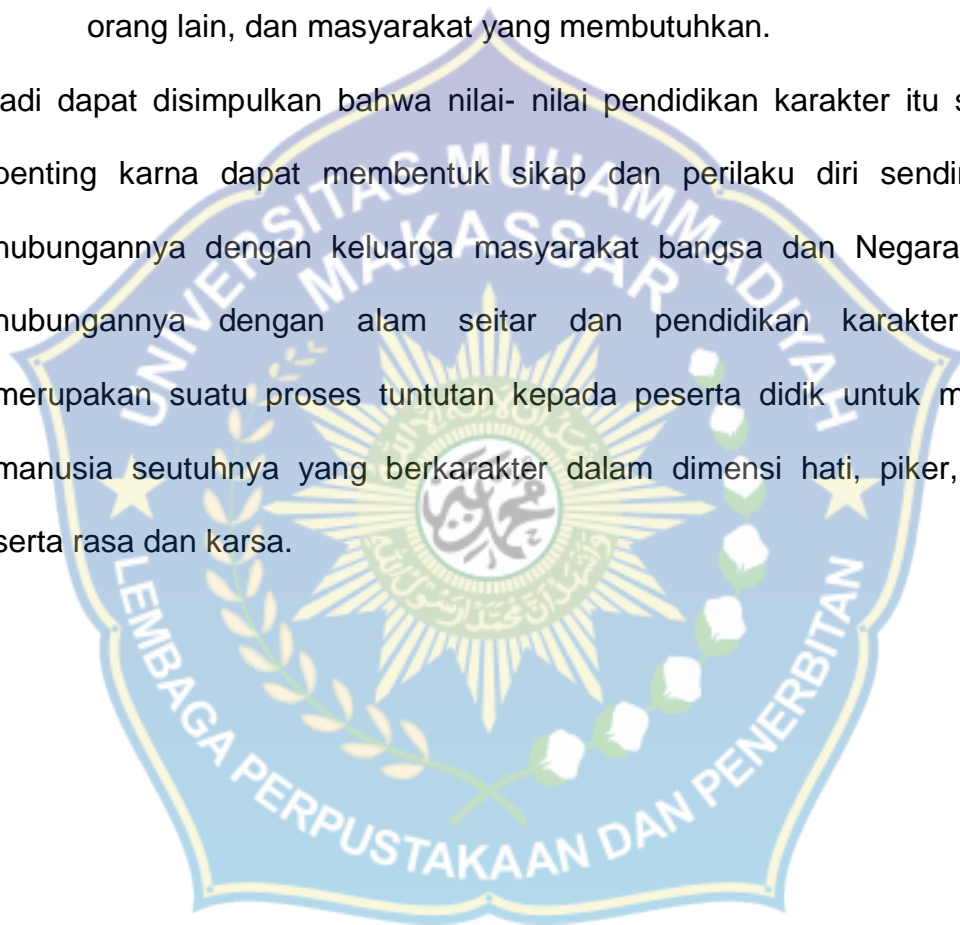 orang lain, dan masyarakat yang membutuhkan.
adi dapat disimpulkan bahwa nilai- nilai pendidikan karakter itu s
penting karna dapat membentuk sikap dan perilaku diri sendir
hubungannya dengan keluarga masyarakat bangsa dan Negara
hubungannya dengan alam seitar dan pendidikan karakter
merupakan suatu proses tuntutan kepada peserta didik untuk m
manusia seutuhnya yang berkarakter dalam dimensi hati, piker,
serta rasa dan karsa.
UNIVERSITAS MUHAMMADIYAH
MAKASSAR
LEMBAGA PERPUSTAKAAN DAN PENERBITAN